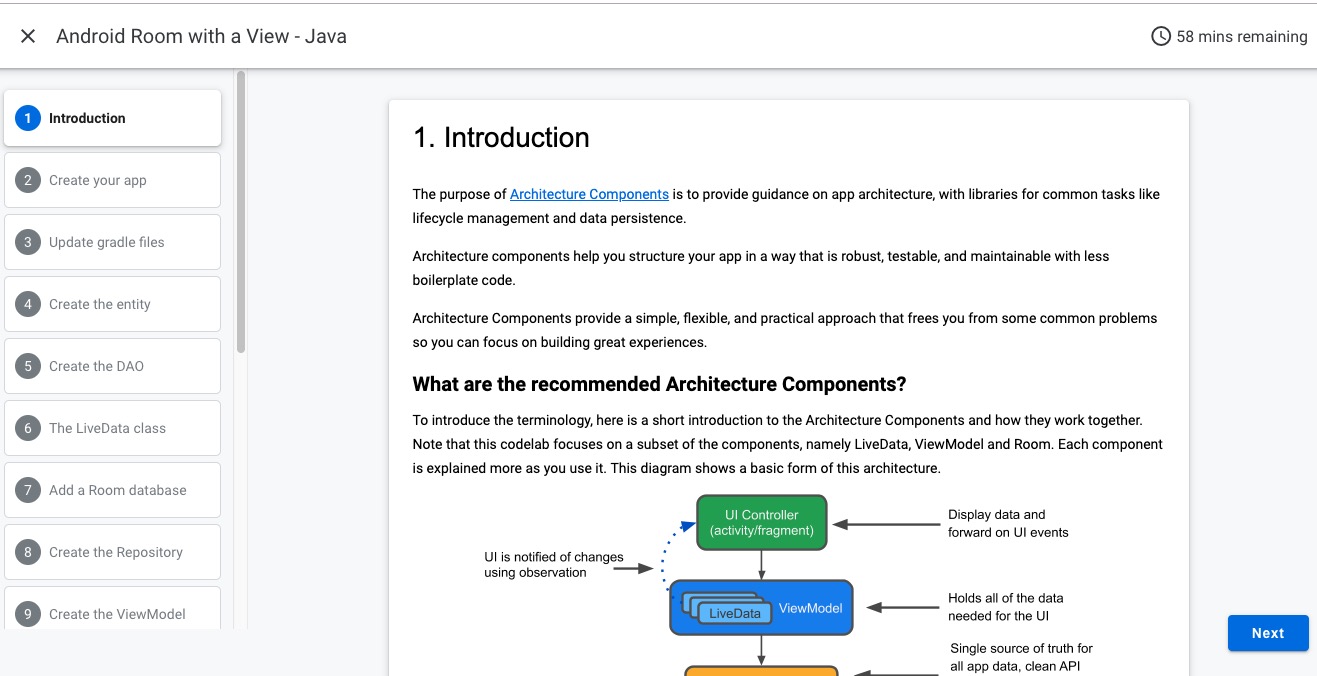 Android Room with a View - Java
58 mins remaining
1 Introduction
2 Create your app
3 Update gradle files
4 Create the entity
5 Create the DAO
6 The LiveData class
7 Add a Room database
8 Create the Repository
9 Create the ViewModel
1. Introduction
The purpose of Architecture Components is to provide guidance on app architecture, with libraries for common tasks like
lifecycle management and data persistence.
Architecture components help you structure your app in a way that is robust, testable, and maintainable with less
boilerplate code.
Architecture Components provide a simple, flexible, and practical approach that frees you from some common problems
so you can focus on building great experiences.
What are the recommended Architecture Components?
To introduce the terminology, here is a short introduction to the Architecture Components and how they work together.
Note that this codelab focuses on a subset of the components, namely LiveData, ViewModel and Room. Each component
is explained more as you use it. This diagram shows a basic form of this architecture.
UI Controller
(activity/fragment)
Display data and
forward on UI events
UI is notified of changes
using observation
LiveData
ViewModel
Holds all of the data
needed for the UI
Single source of truth for
all app data, clean API
Next